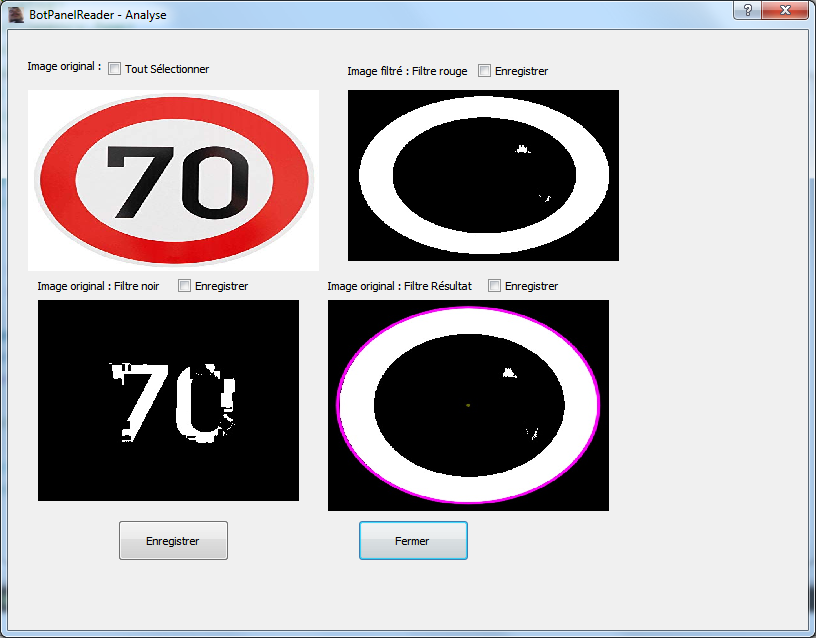 BotPanelReader - Analyse
Image original : Tout Sélectionner
Image filtré : Filtre rouge Enregistrer
70
Image original : Filtre noir Enregistrer
Image original : Filtre Résultat Enregistrer
70
Enregistrer
Fermer